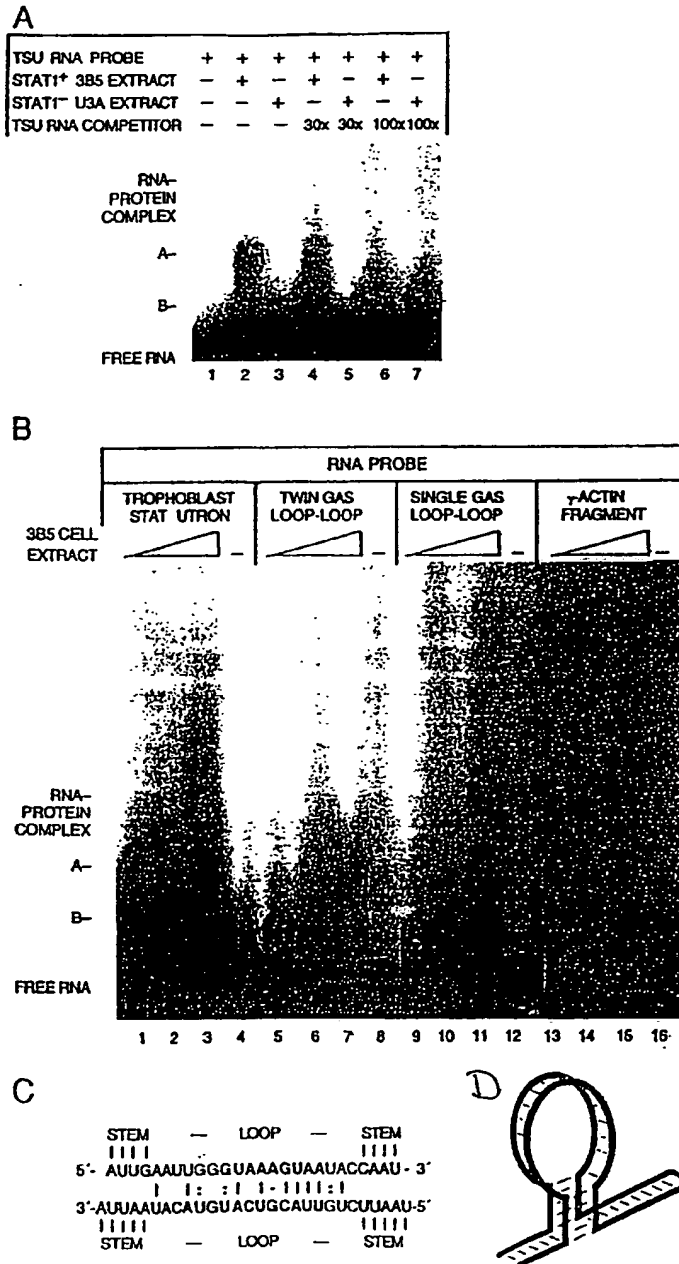 A
TSU RNA PROBE + + + + + + +
STAT1+ 3B5 EXTRACT – + – + – + –
STAT1– U3A EXTRACT – – + – + – +
TSU RNA COMPETITOR – – – 30x 30x 100x 100x
RNA–
PROTEIN
COMPLEX
A–
B–
FREE RNA
1 2 3 4 5 6 7
B
RNA PROBE
TROPHOBLAST STAT UTRON
TWIN GAS LOOP-LOOP
SINGLE GAS LOOP-LOOP
γACTIN FRAGMENT
3B5 CELL
EXTRACT – – – –
RNA–
PROTEIN
COMPLEX
A–
B–
FREE RNA
1 2 3 4 5 6 7 8 9 10 11 12 13 14 15 16
C
STEM – LOOP – STEM
5´- AUUGAAUUGGGUAAAGUAAUACCAAU- 3´
3´AUUAAUACAUGUACUGCAUUGUCUUAAU-5´
STEM – LOOP – STEM
D